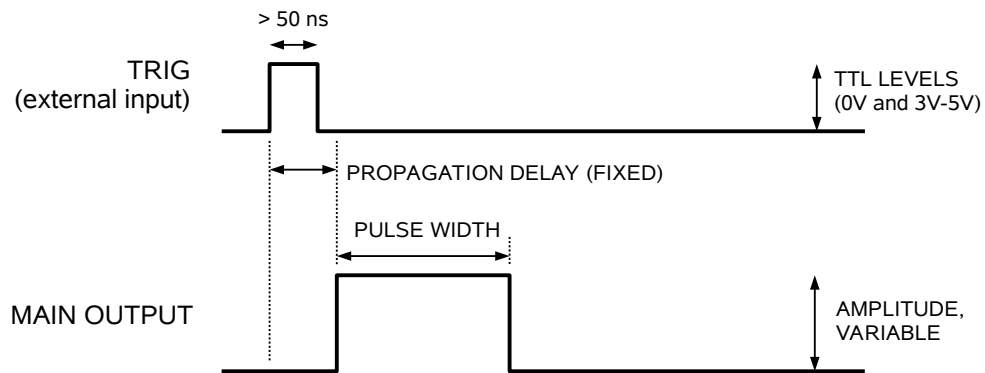 > 50 ns
TRIG
(external input)
TTL LEVELS
(0V and 3V-5V)
PROPAGATION DELAY (FIXED)
PULSE WIDTH
MAIN OUTPUT
AMPLITUDE,
VARIABLE